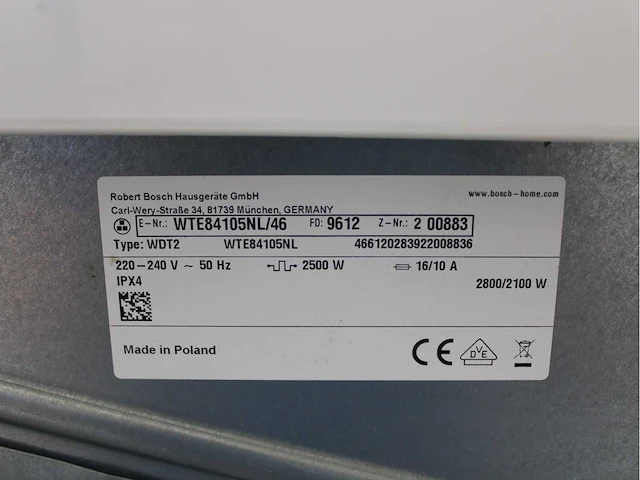 Robert Bosch Hausgeräte GmbH
www.bosch-home.com
Carl-Wery-Straße 34, 81739 München, GERMANY
E-Nr.: WTE84105NL/46 FD: 9612 Z-Nr.: 2 00883
Type: WDT2 WTE84105NL 466120283922008836
220-240 V ~ 50 Hz 2500 W 16/10 A
IPX4 2800/2100 W
Made in Poland CE DVE